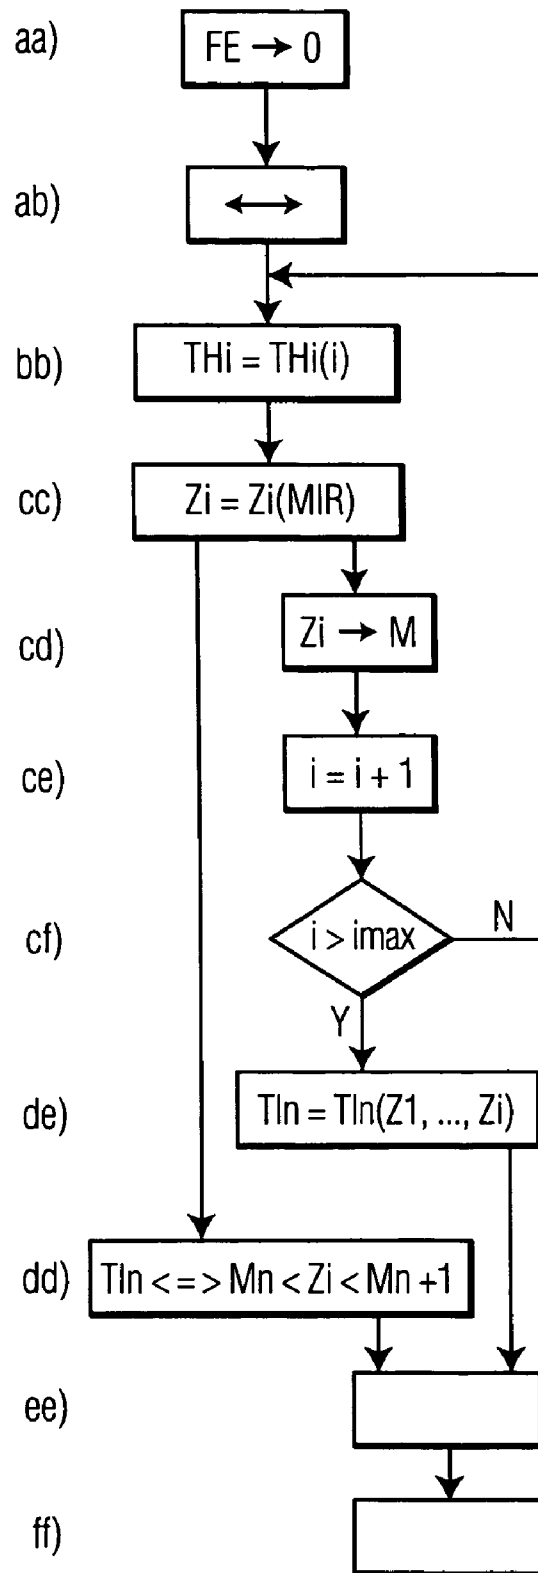 aa) FE → 0
ab) ↔
bb) THi = THi(i)
cc) Zi = Zi(MIR)
cd) Zi → M
ce) i = i + 1
cf) i > imax N
Y
de) TIn = TIn(Z1, ..., Zi)
dd) TIn < = > Mn < Zi < Mn +1
ee)
ff)